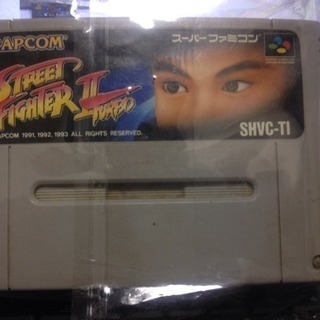 CAPCOM
スーパーファミコン
STREET
FIGHTER II
TURBO
CAPCOM 1991, 1992, 1993 ALL RIGHTS RESERVED.
SHVC-TI